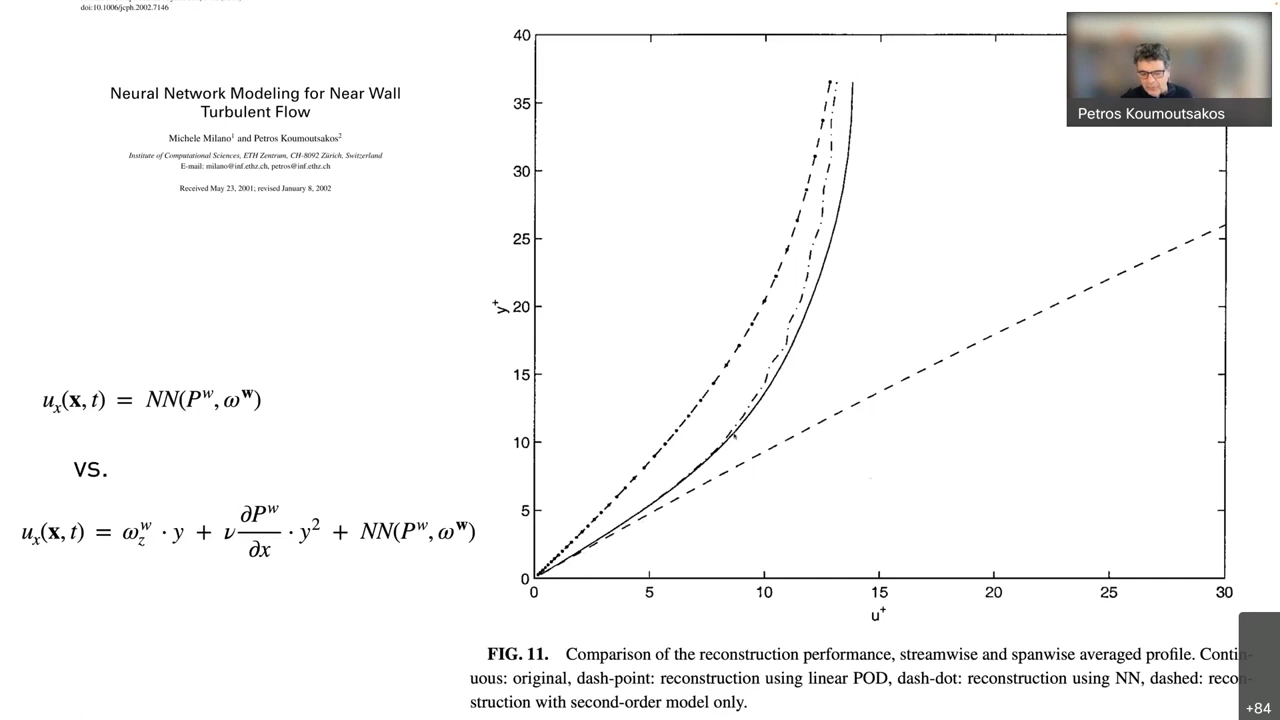 doi:10.1006/jcph.2002.7146
Neural Network Modeling for Near Wall
Turbulent Flow
Michele Milano¹ and Petros Koumoutsakos²
Institute of Computational Sciences, ETH Zentrum, CH-8092 Zürich, Switzerland
E-mail: milano@inf.ethz.ch, petros@inf.ethz.ch
Received May 23, 2001; revised January 8, 2002
uₓ(x, t) = NN(Pʷ, ωʷ)
vs.
uₓ(x, t) = ω_z^w · y + ν ∂Pʷ/∂x · y² + NN(Pʷ, ωʷ)
40
35
30
25
20
15
10
5
0
y⁺
0 5 10 15 20 25 30
u⁺
Petros Koumoutsakos
FIG. 11. Comparison of the reconstruction performance, streamwise and spanwise averaged profile. Contin-
uous: original, dash-point: reconstruction using linear POD, dash-dot: reconstruction using NN, dashed: recon-
struction with second-order model only.
+84